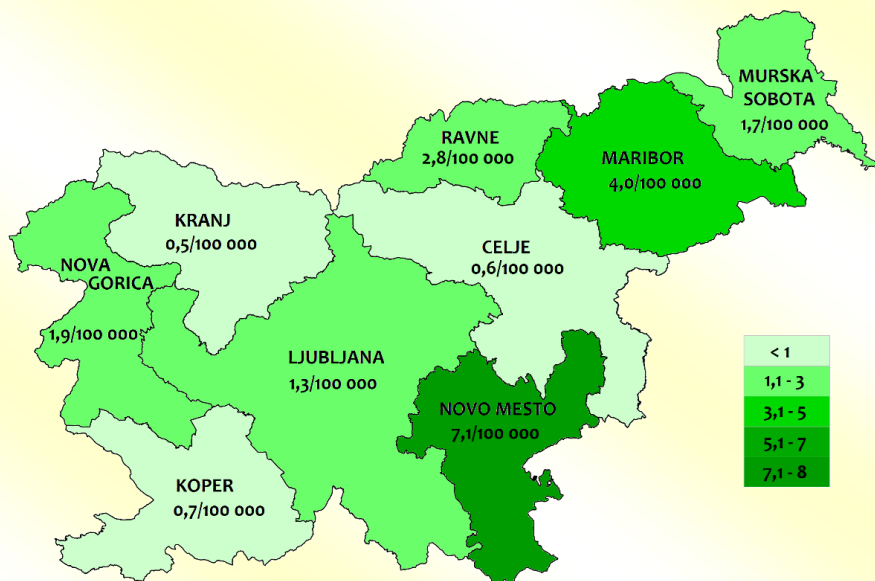 MURSKA
SOBOTA
1,7/100 000
RAVNE
2,8/100 000
MARIBOR
4,0/100 000
KRANJ
0,5/100 000
CELJE
0,6/100 000
NOVA
GORICA
1,9/100 000
LJUBLJANA
1,3/100 000
NOVO MESTO
7,1/100 000
KOPER
0,7/100 000
< 1
1,1 - 3
3,1 - 5
5,1 - 7
7,1 - 8